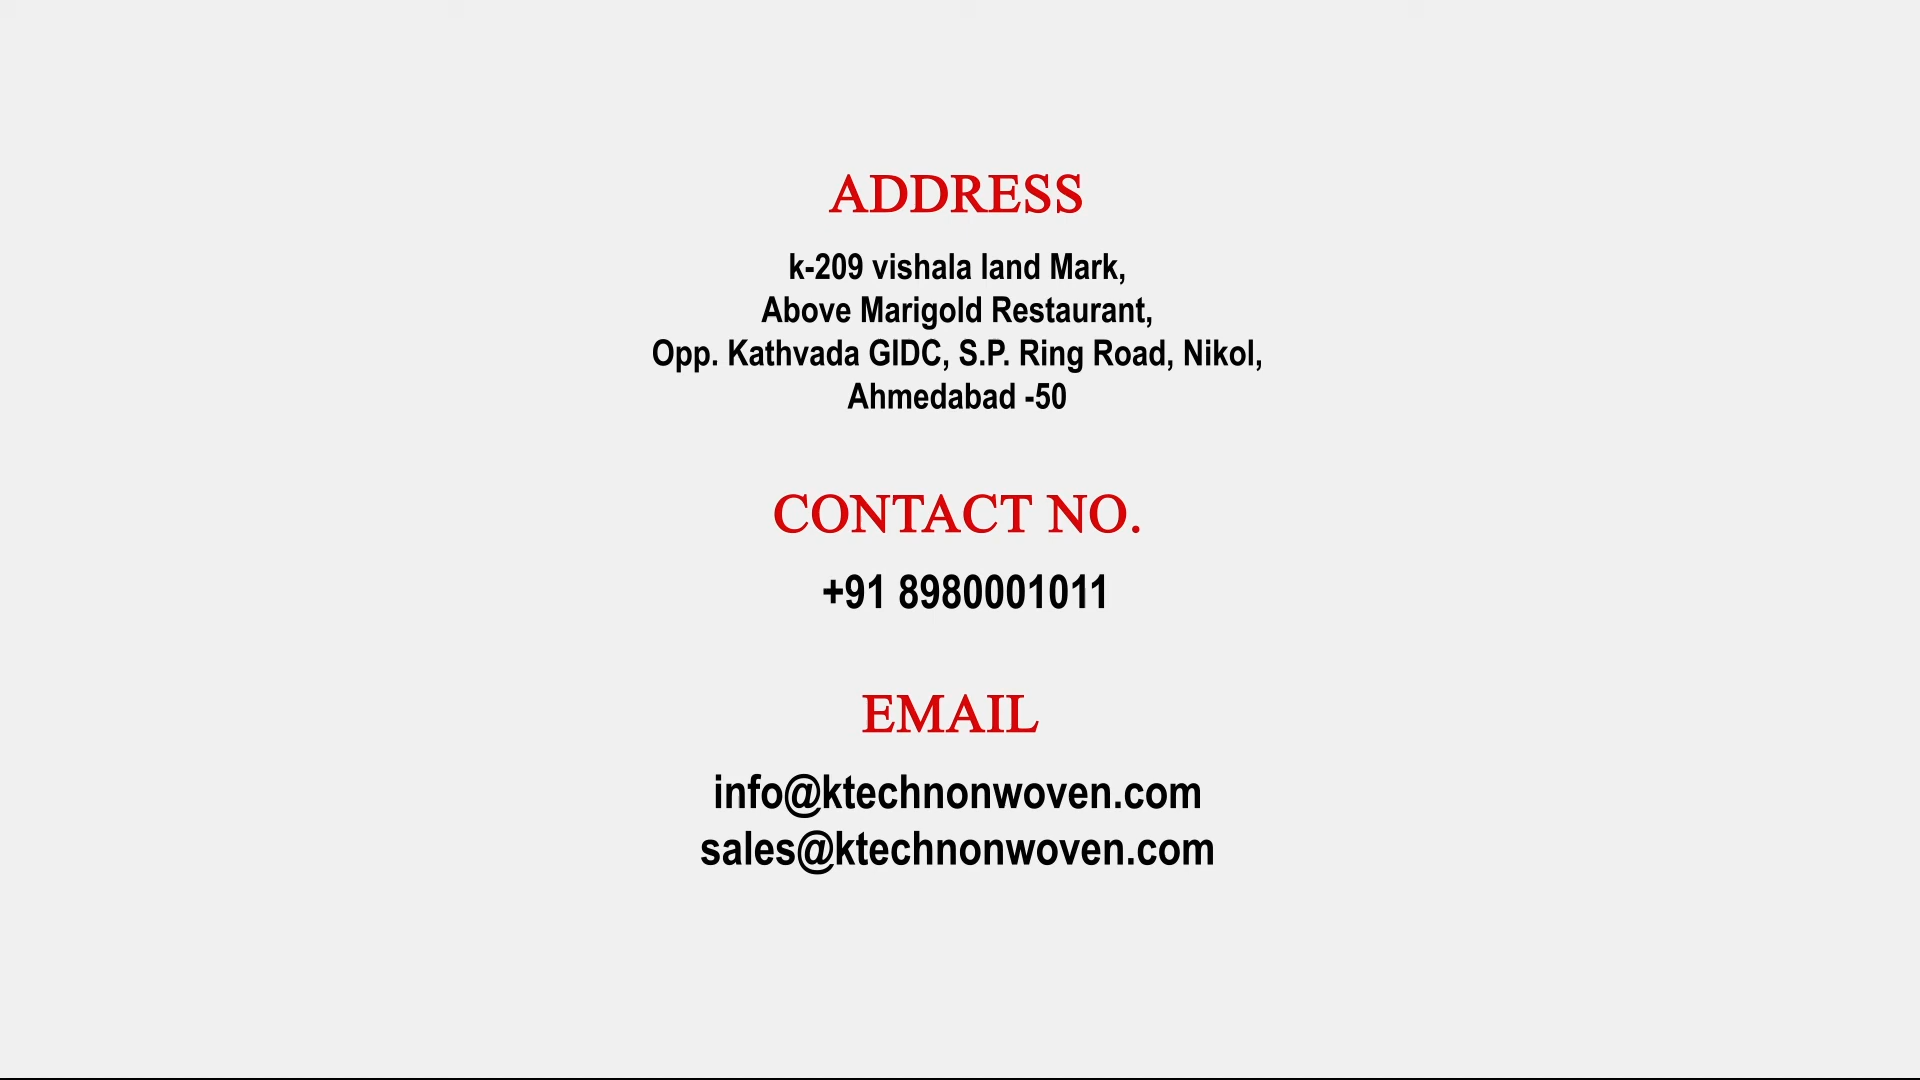 ADDRESS
k-209 vishala land Mark,
Above Marigold Restaurant,
Opp. Kathvada GIDC, S.P. Ring Road, Nikol,
Ahmedabad -50
CONTACT NO.
+91 8980001011
EMAIL
info@ktechnonwoven.com
sales@ktechnonwoven.com